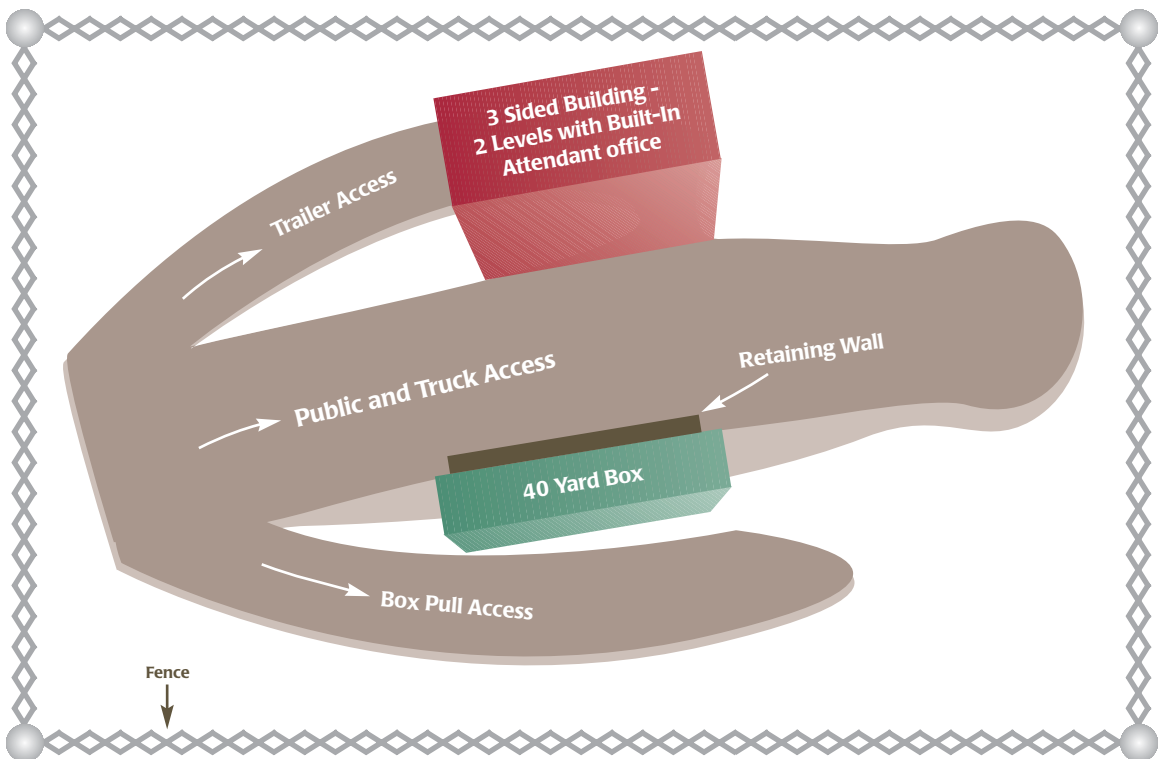 3 Sided Building -
2 Levels with Built-In
Attendant office
Trailer Access
Public and Truck Access
Retaining Wall
40 Yard Box
Box Pull Access
Fence